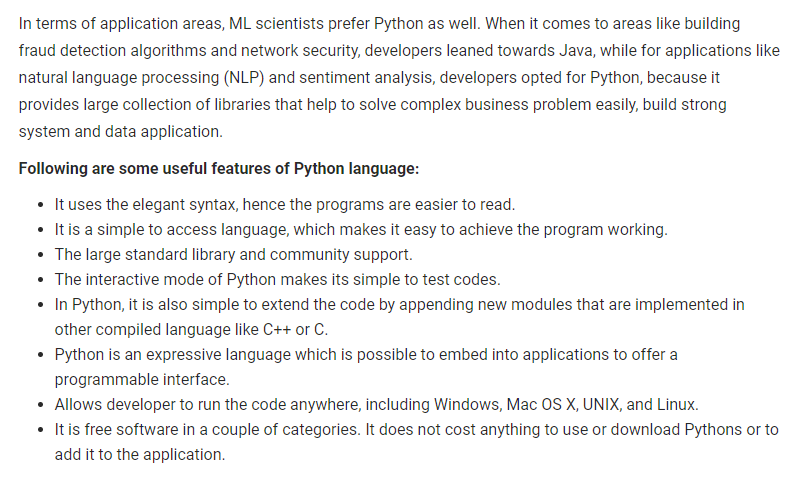 In terms of application areas, ML scientists prefer Python as well. When it comes to areas like building
fraud detection algorithms and network security, developers leaned towards Java, while for applications like
natural language processing (NLP) and sentiment analysis, developers opted for Python, because it
provides large collection of libraries that help to solve complex business problem easily, build strong
system and data application.
Following are some useful features of Python language:
• It uses the elegant syntax, hence the programs are easier to read.
• It is a simple to access language, which makes it easy to achieve the program working.
• The large standard library and community support.
• The interactive mode of Python makes its simple to test codes.
• In Python, it is also simple to extend the code by appending new modules that are implemented in
other compiled language like C++ or C.
• Python is an expressive language which is possible to embed into applications to offer a
programmable interface.
• Allows developer to run the code anywhere, including Windows, Mac OS X, UNIX, and Linux.
• It is free software in a couple of categories. It does not cost anything to use or download Pythons or to
add it to the application.